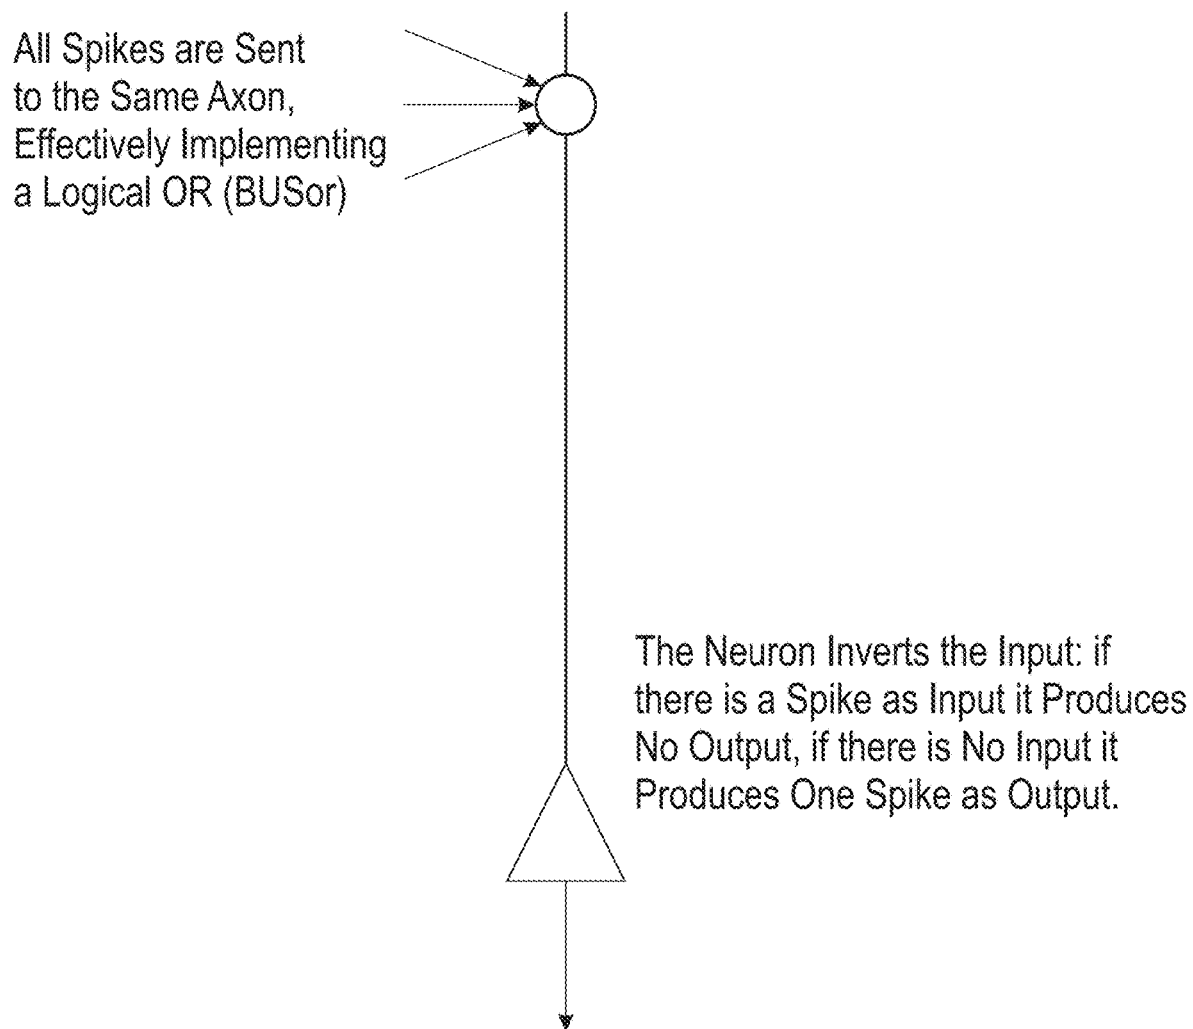 All Spikes are Sent
to the Same Axon,
Effectively Implementing
a Logical OR (BUSor)
The Neuron Inverts the Input: if
there is a Spike as Input it Produces
No Output, if there is No Input it
Produces One Spike as Output.